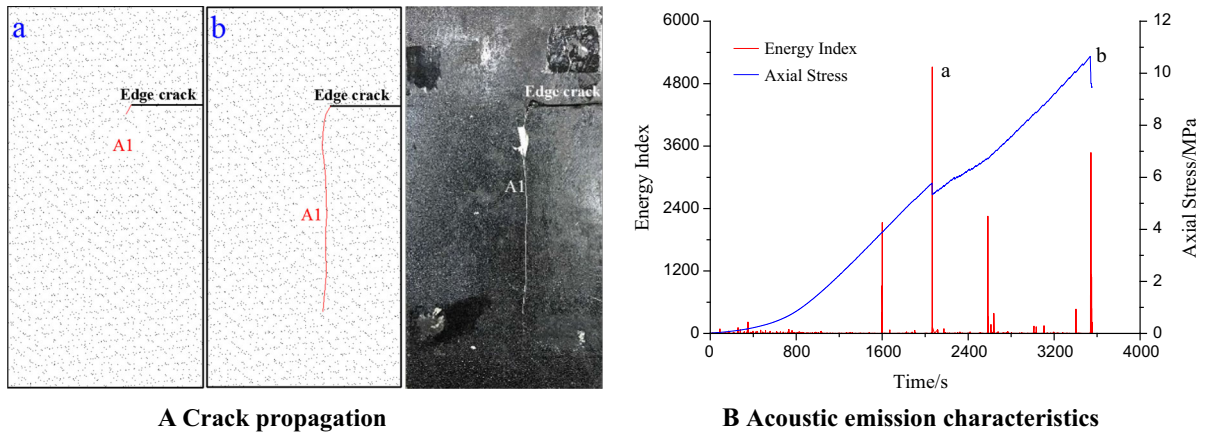 a
Edge crack
A1
b
Edge crack
A1
Edge crack
A1
A Crack propagation
6000
4800
3600
2400
1200
0
Energy Index
Energy Index
Axial Stress
a
b
12
10
8
6
4
2
0
Axial Stress/MPa
0 800 1600 2400 3200 4000
Time/s
B Acoustic emission characteristics